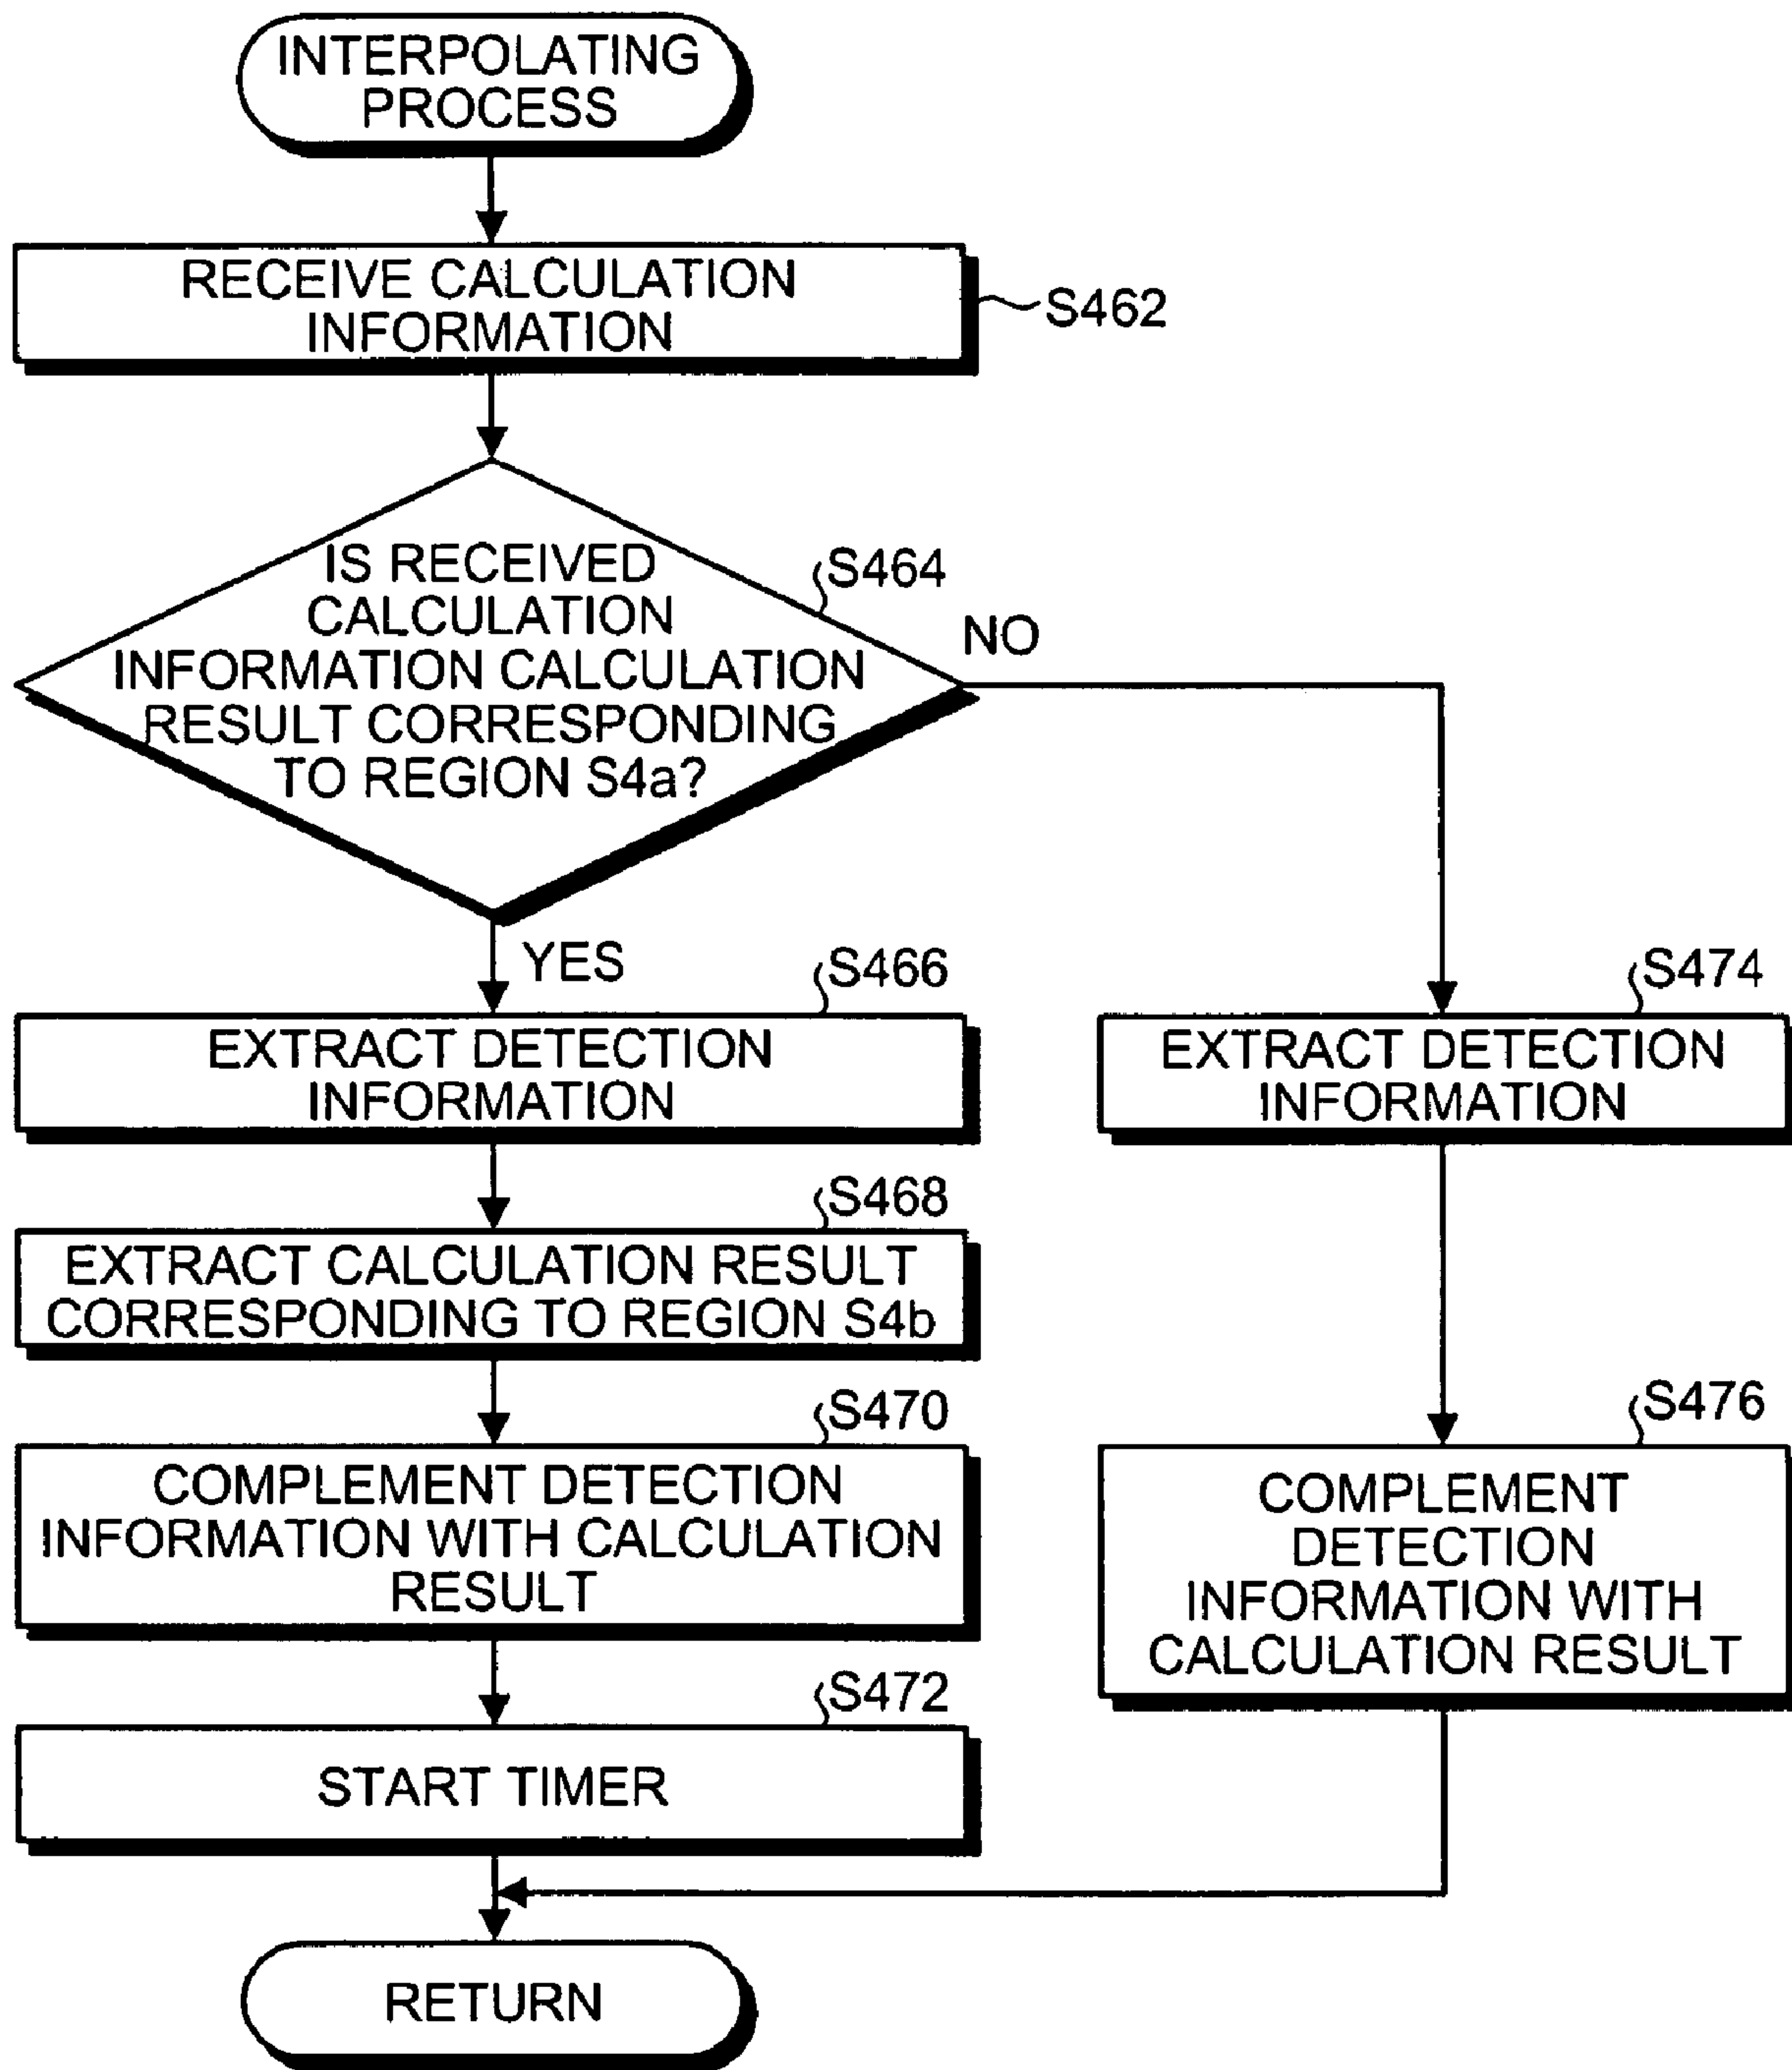 INTERPOLATING
PROCESS
RECEIVE CALCULATION
INFORMATION
S462
IS RECEIVED
CALCULATION
INFORMATION CALCULATION
RESULT CORRESPONDING
TO REGION S4a?
S464
NO
YES
S466
EXTRACT DETECTION
INFORMATION
S474
EXTRACT DETECTION
INFORMATION
S468
EXTRACT CALCULATION RESULT
CORRESPONDING TO REGION S4b
S470
COMPLEMENT DETECTION
INFORMATION WITH CALCULATION
RESULT
S476
COMPLEMENT
DETECTION
INFORMATION WITH
CALCULATION RESULT
S472
START TIMER
RETURN